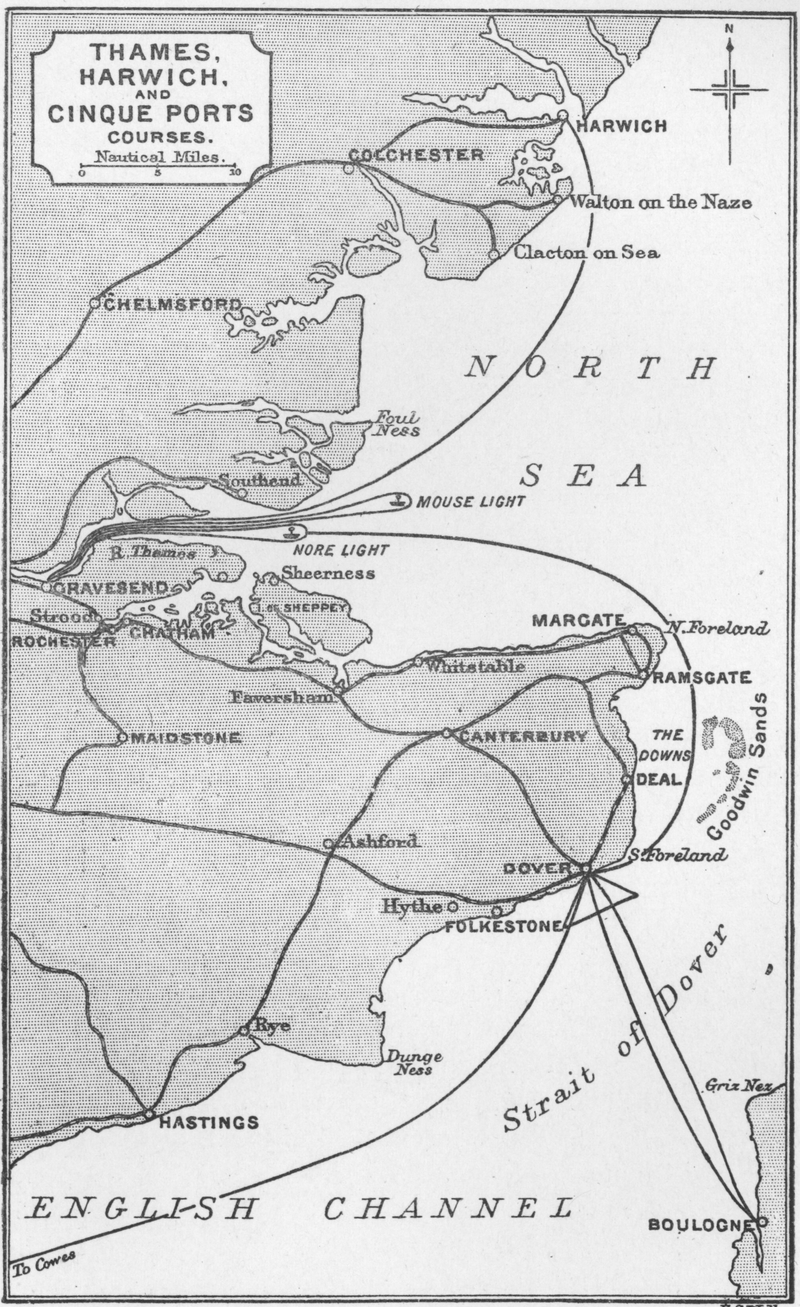 THAMES,
HARWICH,
AND
CINQUE PORTS
COURSES.
Nautical Miles.
0 5 10
N
HARWICH
COLCHESTER
Walton on the Naze
Clacton on Sea
CHELMSFORD
NORTH
SEA
Foul
Ness
Southend
MOUSE LIGHT
NORE LIGHT
R. Thames
GRAVESEND
Sheerness
I. OF SHEPPEY
Strood
ROCHESTER
CHATHAM
MARGATE
N. Foreland
Whitstable
RAMSGATE
Faversham
MAIDSTONE
CANTERBURY
THE
DOWNS
Goodwin Sands
DEAL
Ashford
S. Foreland
DOVER
Hythe
FOLKESTONE
Strait of Dover
Rye
Dunge
Ness
Griz Nez
HASTINGS
ENGLISH CHANNEL
BOULOGNE
To Cowes